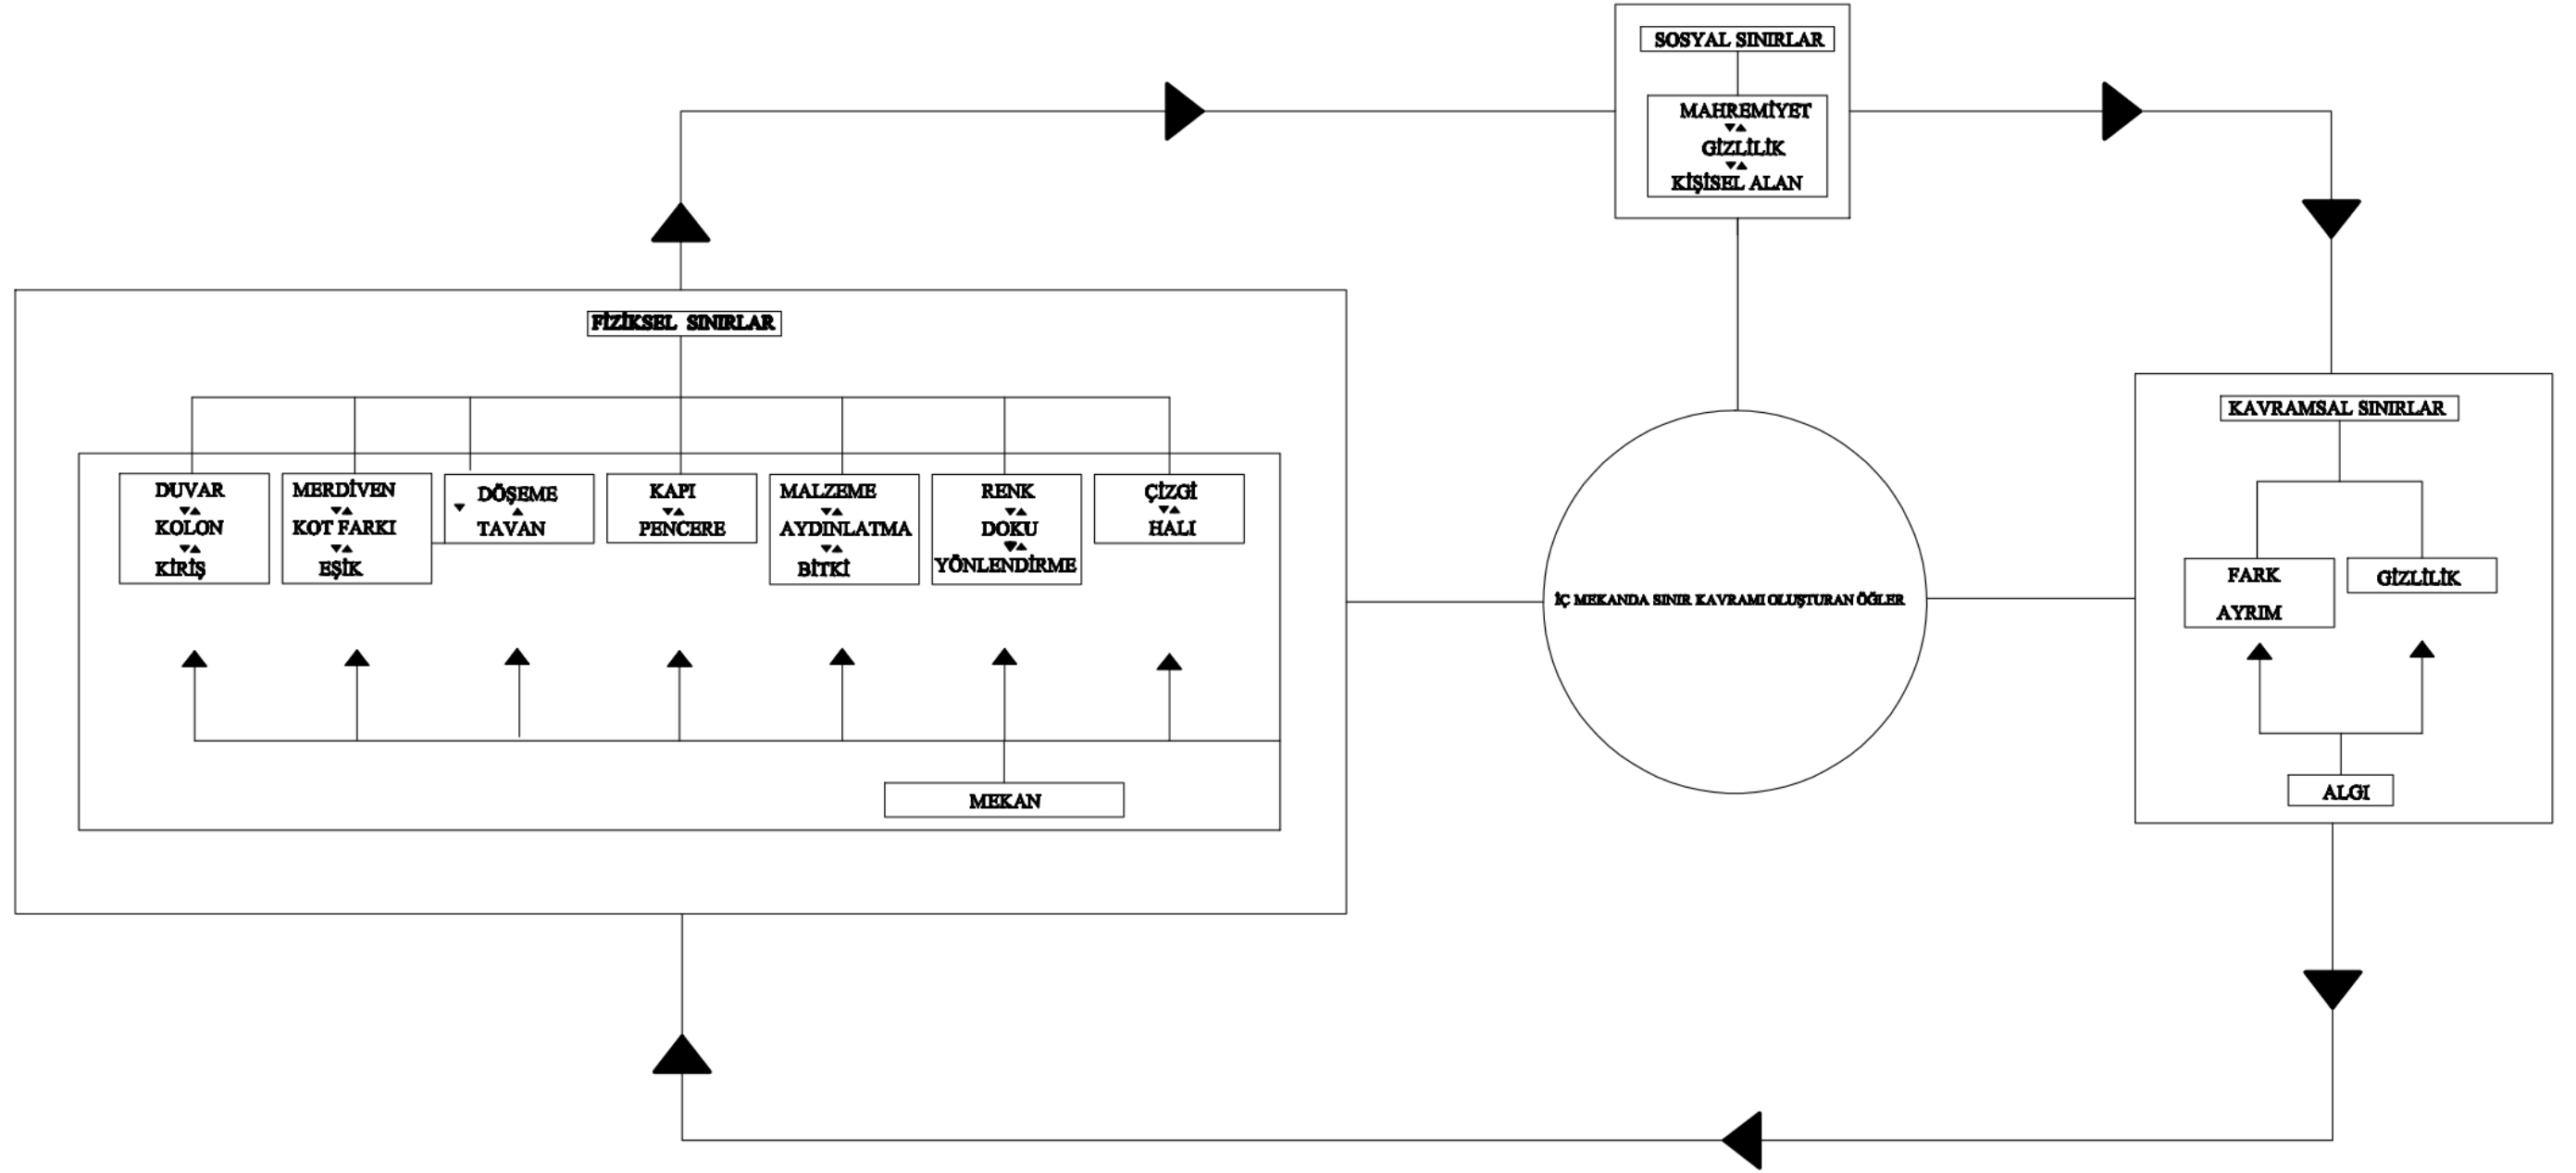 SOSYAL SINIRLAR
MAHREMİYET
GİZLİLİK
KİŞİSEL ALAN
FİZİKSEL SINIRLAR
DUVAR
KOLON
KİRİŞ
MERDİVEN
KOT FARKI
EŞİK
DÖŞEME
TAVAN
KAPI
PENCERE
MALZEME
AYDINLATMA
BİTKİ
RENK
DOKU
YÖNLENDİRME
ÇİZGİ
HALI
MEKAN
İÇ MEKANDA SINIR KAVRAMI OLUŞTURAN ÖĞLER
KAVRAMSAL SINIRLAR
FARK
AYRIM
GİZLİLİK
ALGI